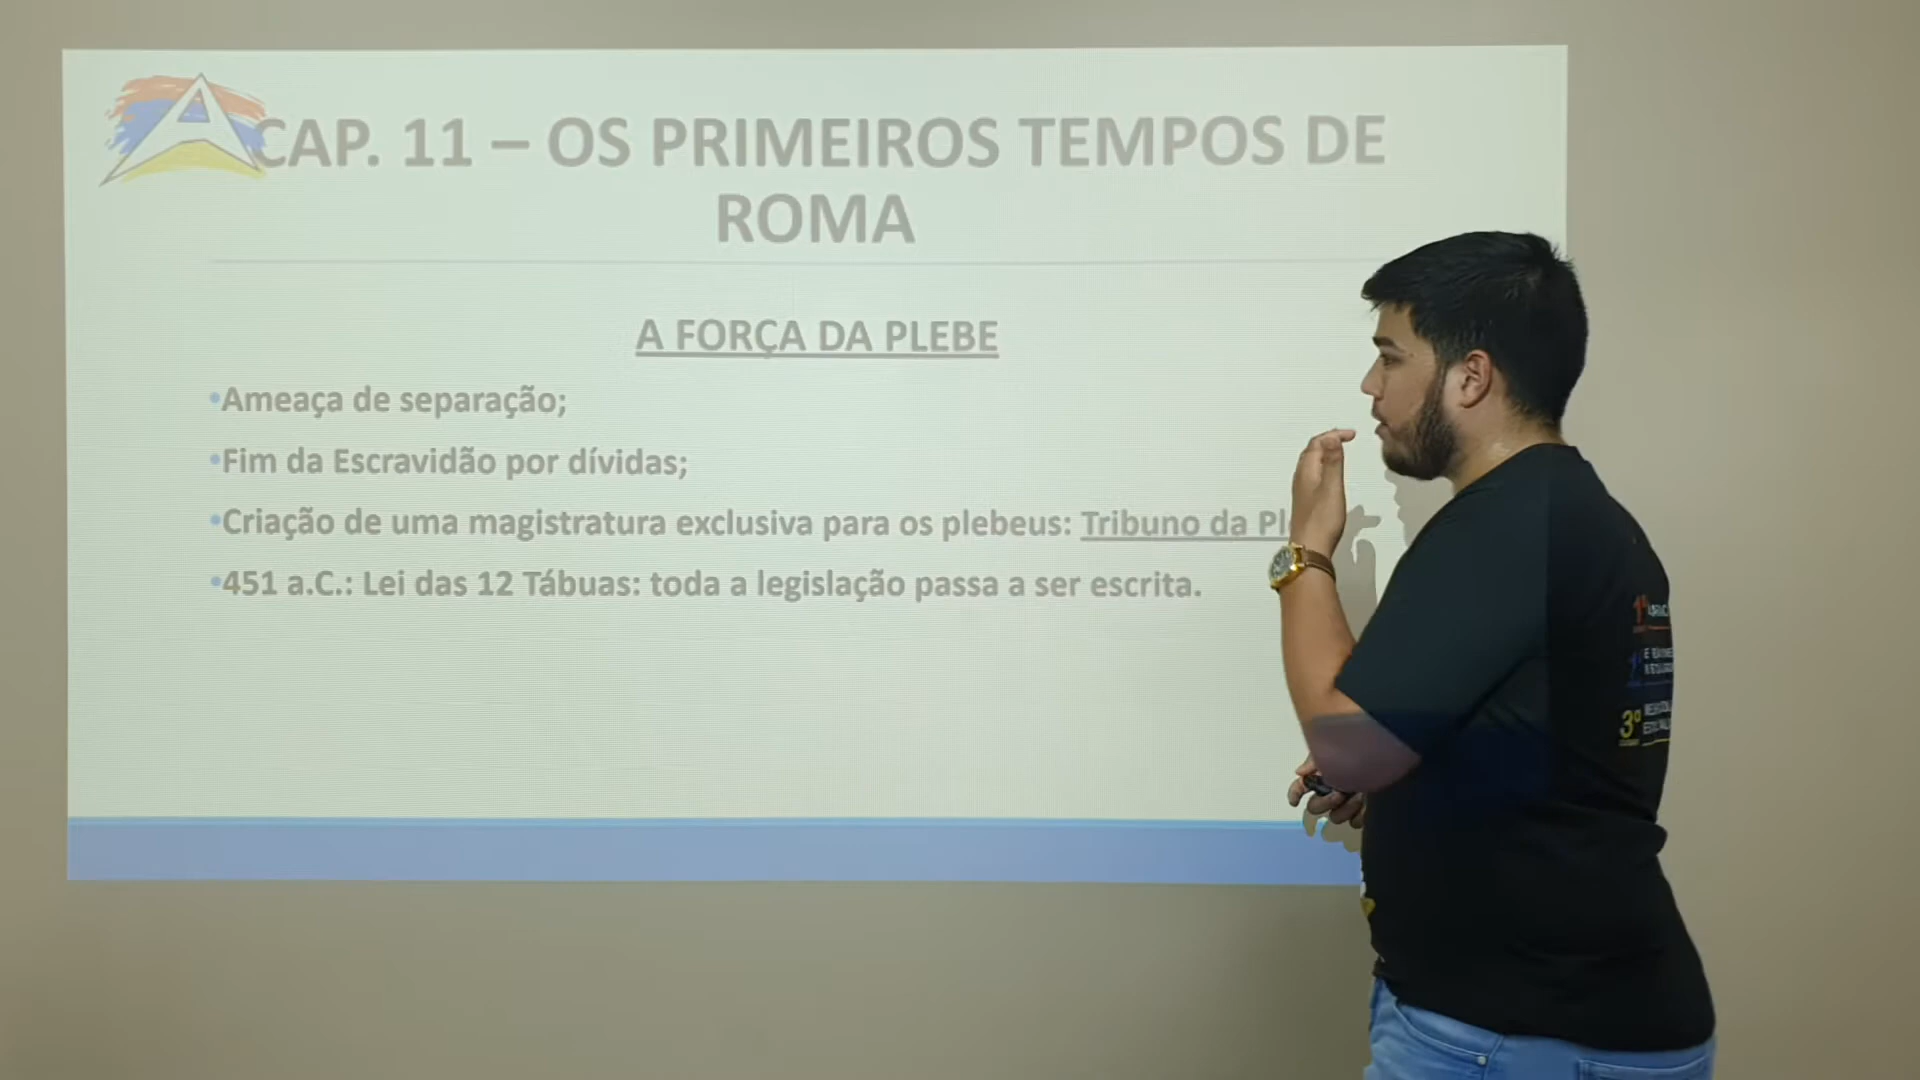 CAP. 11 – OS PRIMEIROS TEMPOS DE
ROMA
A FORÇA DA PLEBE
•Ameaça de separação;
•Fim da Escravidão por dívidas;
•Criação de uma magistratura exclusiva para os plebeus: Tribuno da
•451 a.C.: Lei das 12 Tábuas: toda a legislação passa a ser escrita.
3º